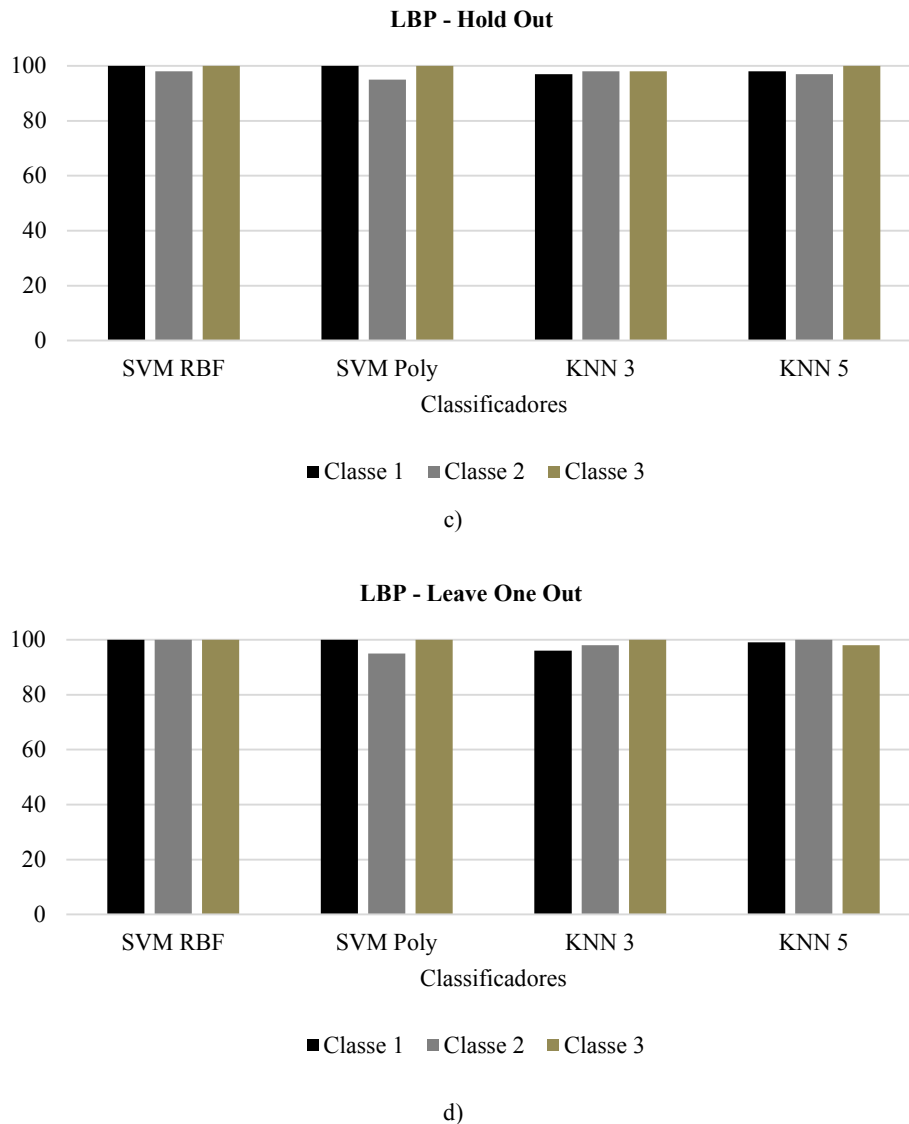 LBP - Hold Out
100
80
60
40
20
0
SVM RBF SVM Poly KNN 3 KNN 5
Classificadores
Classe 1 Classe 2 Classe 3
c)
LBP - Leave One Out
100
80
60
40
20
0
SVM RBF SVM Poly KNN 3 KNN 5
Classificadores
Classe 1 Classe 2 Classe 3
d)